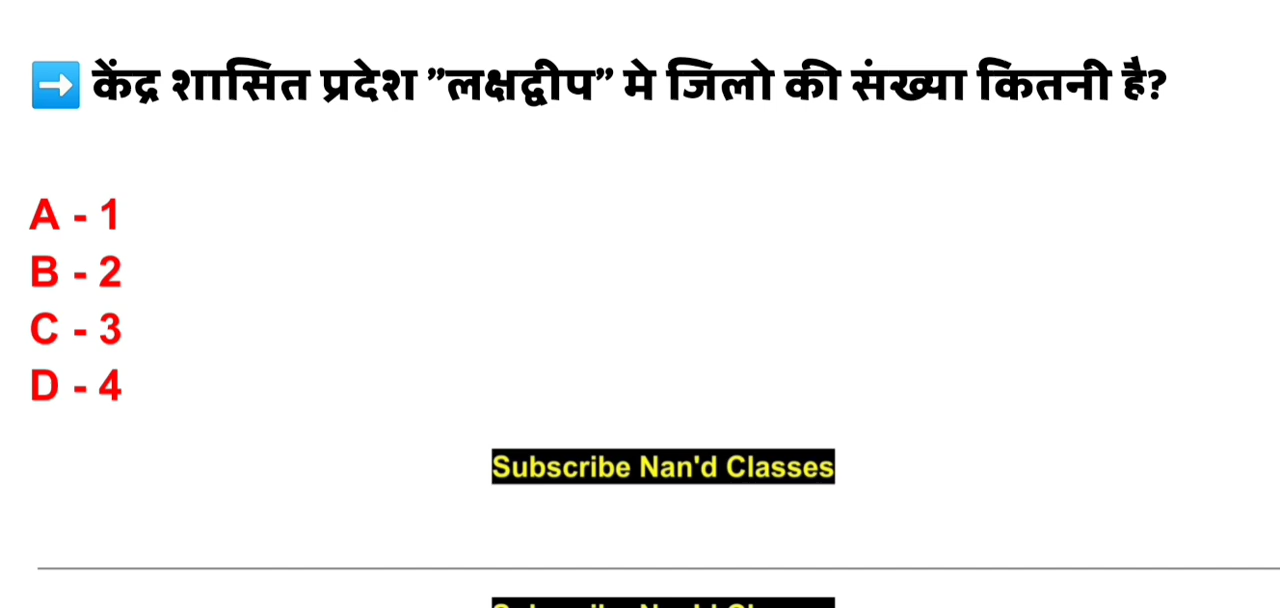 ➡️ केंद्र शासित प्रदेश ”लक्षद्वीप” मे जिलो की संख्या कितनी है?
A - 1
B - 2
C - 3
D - 4
Subscribe Nan'd Classes